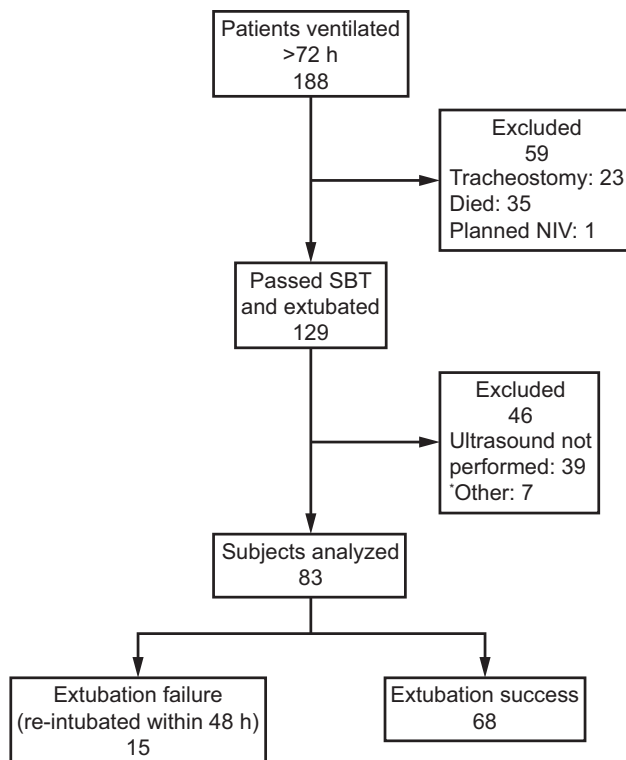 Patients ventilated
>72 h
188
Excluded
59
Tracheostomy: 23
Died: 35
Planned NIV: 1
Passed SBT
and extubated
129
Excluded
46
Ultrasound not
performed: 39
*Other: 7
Subjects analyzed
83
Extubation failure
(re-intubated within 48 h)
15
Extubation success
68